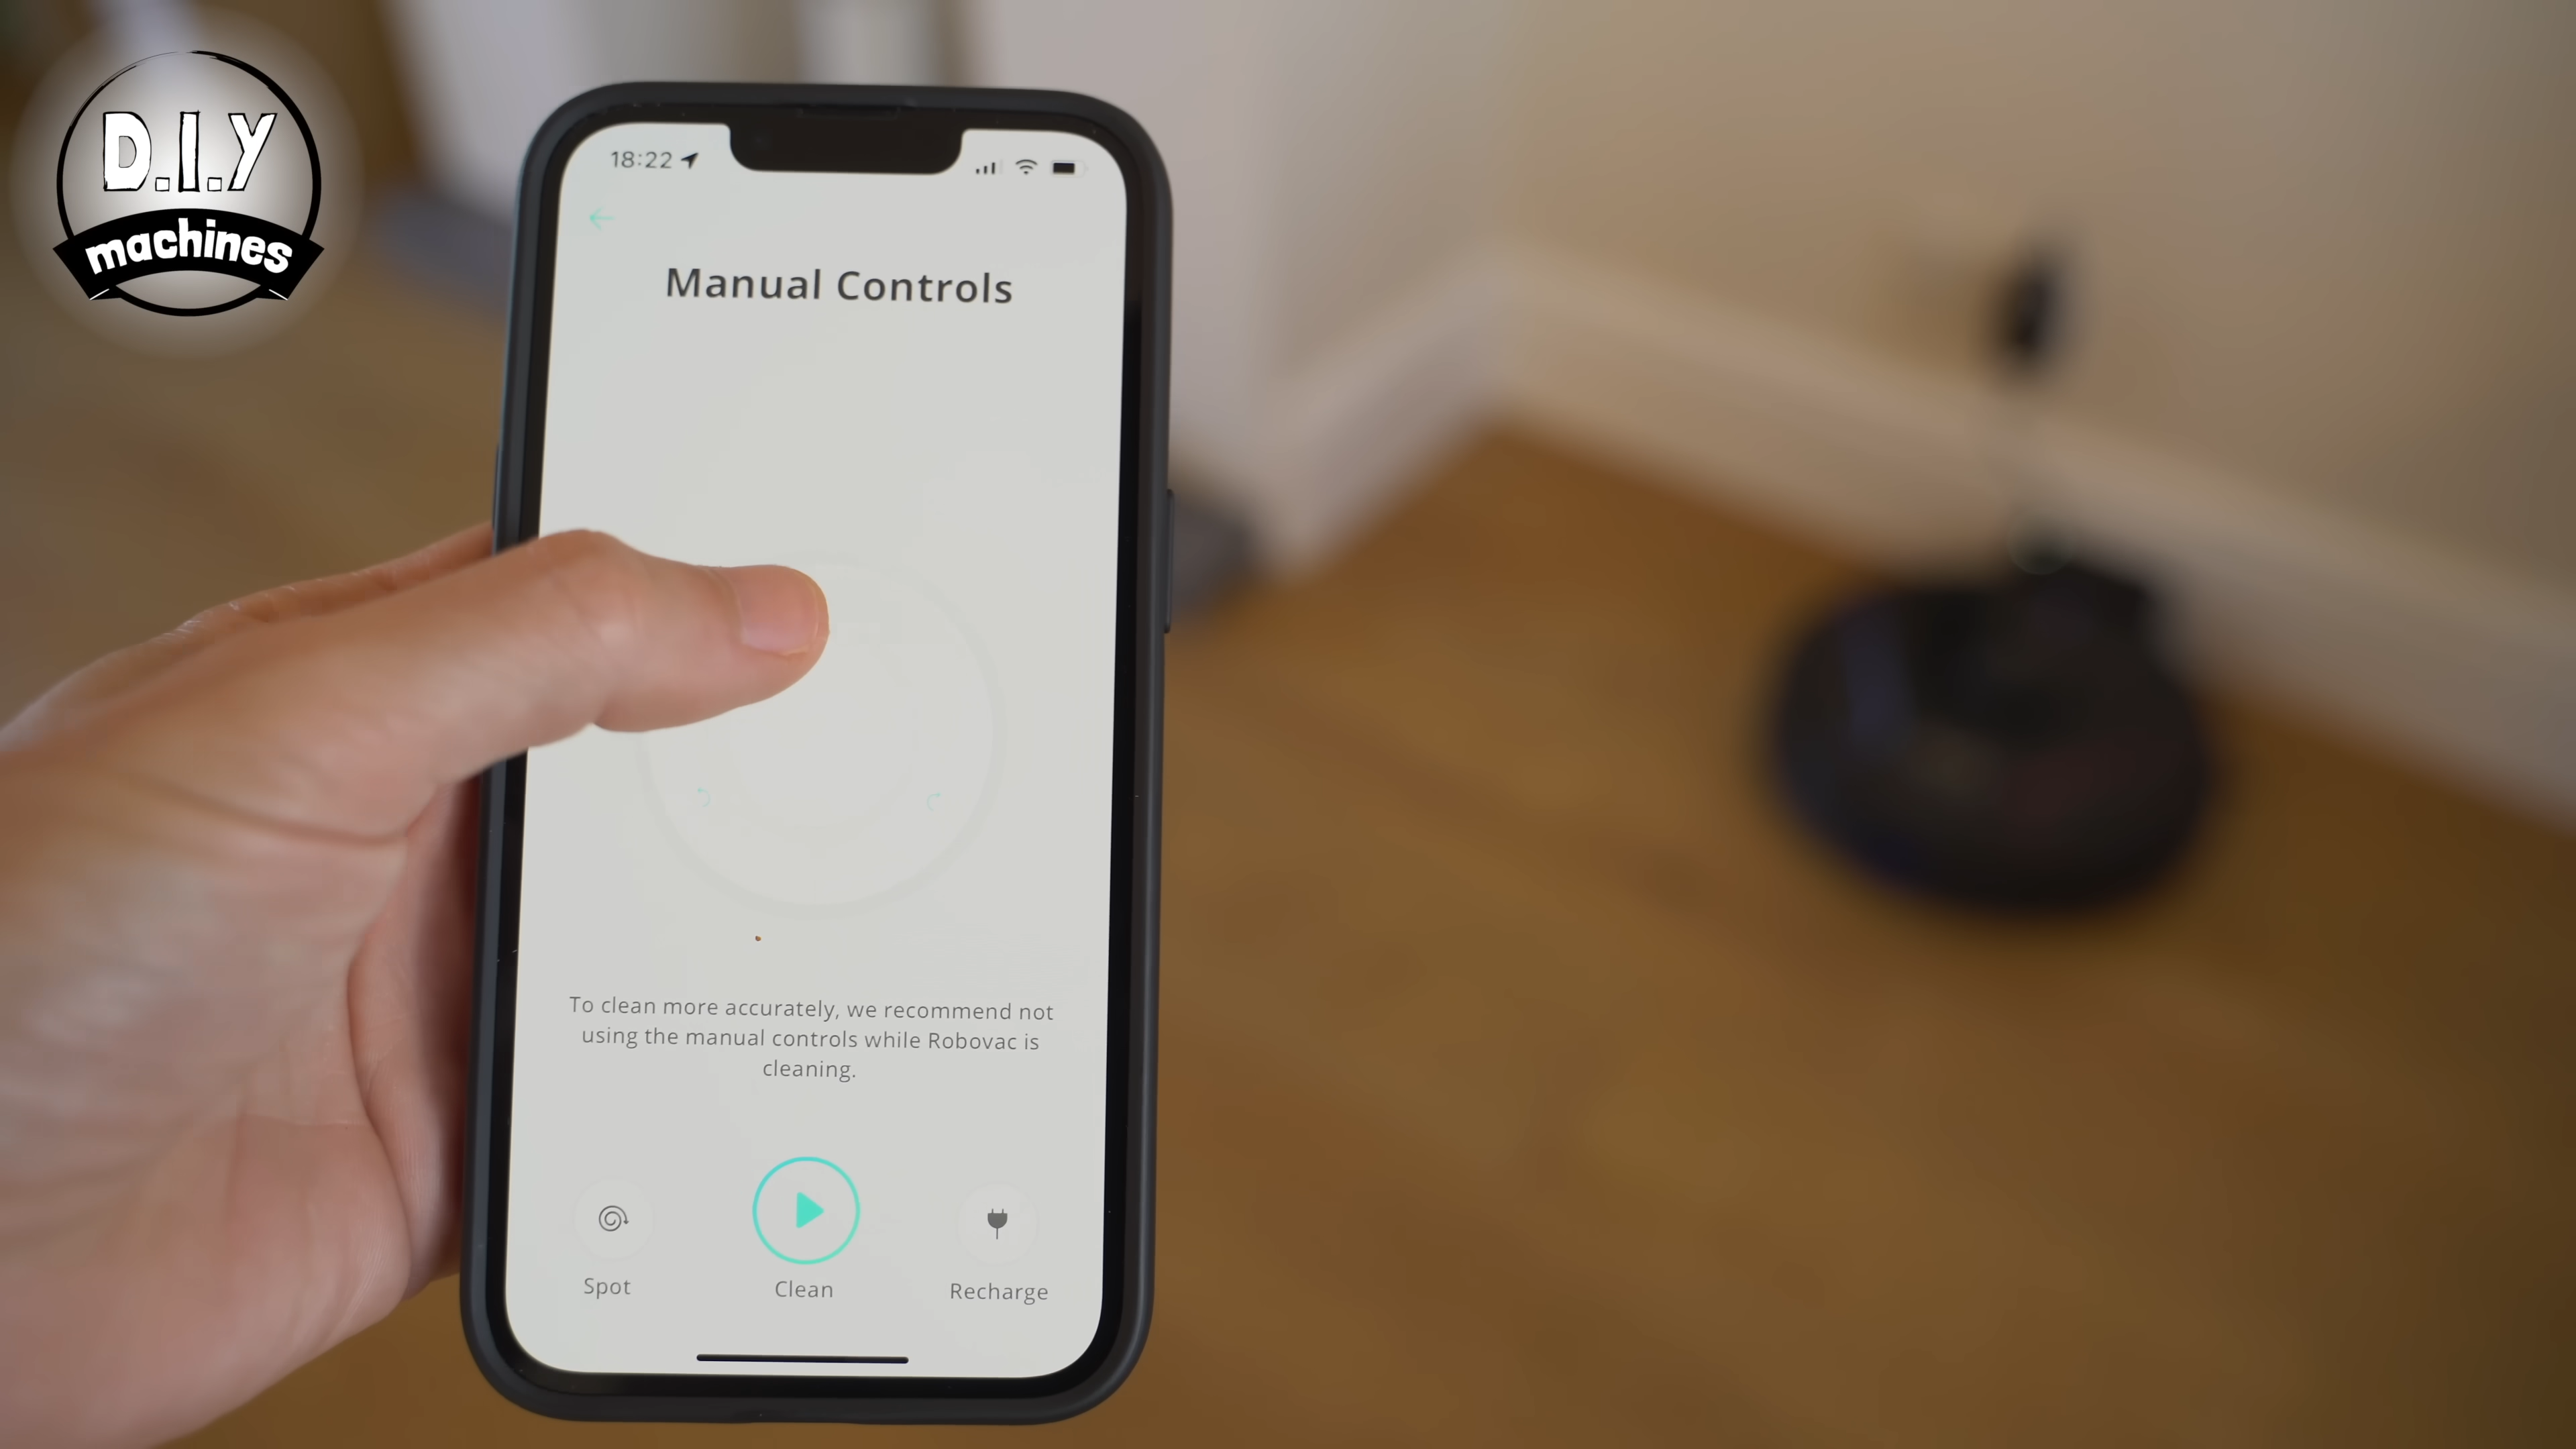 D.I.Y
machines
18:22
Manual Controls
To clean more accurately, we recommend not
using the manual controls while Robovac is
cleaning.
Spot
Clean
Recharge